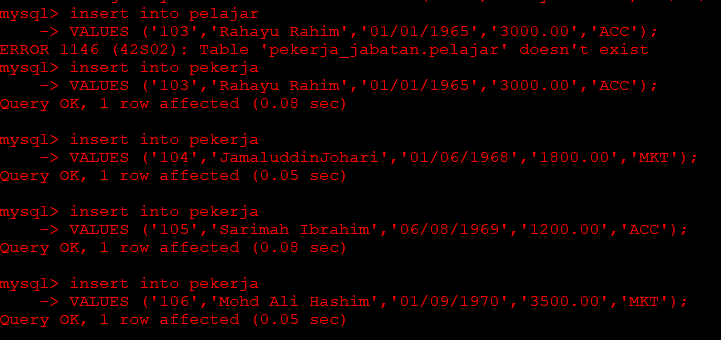 mysql> insert into pelajar
-> VALUES ('103','Rahayu Rahim','01/01/1965','3000.00','ACC');
ERROR 1146 (42S02): Table 'pekerja_jabatan.pelajar' doesn't exist
mysql> insert into pekerja
-> VALUES ('103','Rahayu Rahim','01/01/1965','3000.00','ACC');
Query OK, 1 row affected (0.08 sec)
mysql> insert into pekerja
-> VALUES ('104','JamaluddinJohari','01/06/1968','1800.00','MKT');
Query OK, 1 row affected (0.05 sec)
mysql> insert into pekerja
-> VALUES ('105','Sarimah Ibrahim','06/08/1969','1200.00','ACC');
Query OK, 1 row affected (0.08 sec)
mysql> insert into pekerja
-> VALUES ('106','Mohd Ali Hashim','01/09/1970','3500.00','MKT');
Query OK, 1 row affected (0.05 sec)